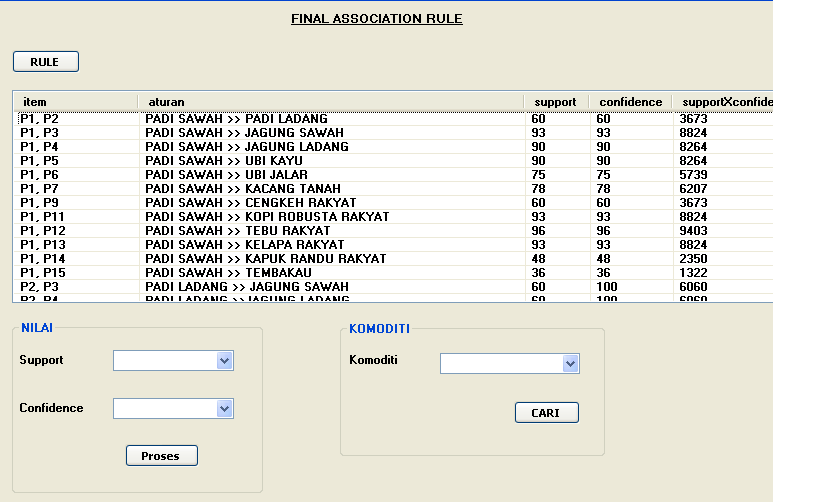 FINAL ASSOCIATION RULE
RULE
item aturan support confidence supportXconfide
P1, P2 PADI SAWAH >> PADI LADANG 60 60 3673
P1, P3 PADI SAWAH >> JAGUNG SAWAH 93 93 8824
P1, P4 PADI SAWAH >> JAGUNG LADANG 90 90 8264
P1, P5 PADI SAWAH >> UBI KAYU 90 90 8264
P1, P6 PADI SAWAH >> UBI JALAR 75 75 5739
P1, P7 PADI SAWAH >> KACANG TANAH 78 78 6207
P1, P9 PADI SAWAH >> CENGKEH RAKYAT 60 60 3673
P1, P11 PADI SAWAH >> KOPI ROBUSTA RAKYAT 93 93 8824
P1, P12 PADI SAWAH >> TEBU RAKYAT 96 96 9403
P1, P13 PADI SAWAH >> KELAPA RAKYAT 93 93 8824
P1, P14 PADI SAWAH >> KAPUK RANDU RAKYAT 48 48 2350
P1, P15 PADI SAWAH >> TEMBAKAU 36 36 1322
P2, P3 PADI LADANG >> JAGUNG SAWAH 60 100 6060
P2, P4 PADI LADANG >> JAGUNG LADANG 60 100 6060
NILAI
Support
Confidence
Proses
KOMODITI
Komoditi
CARI